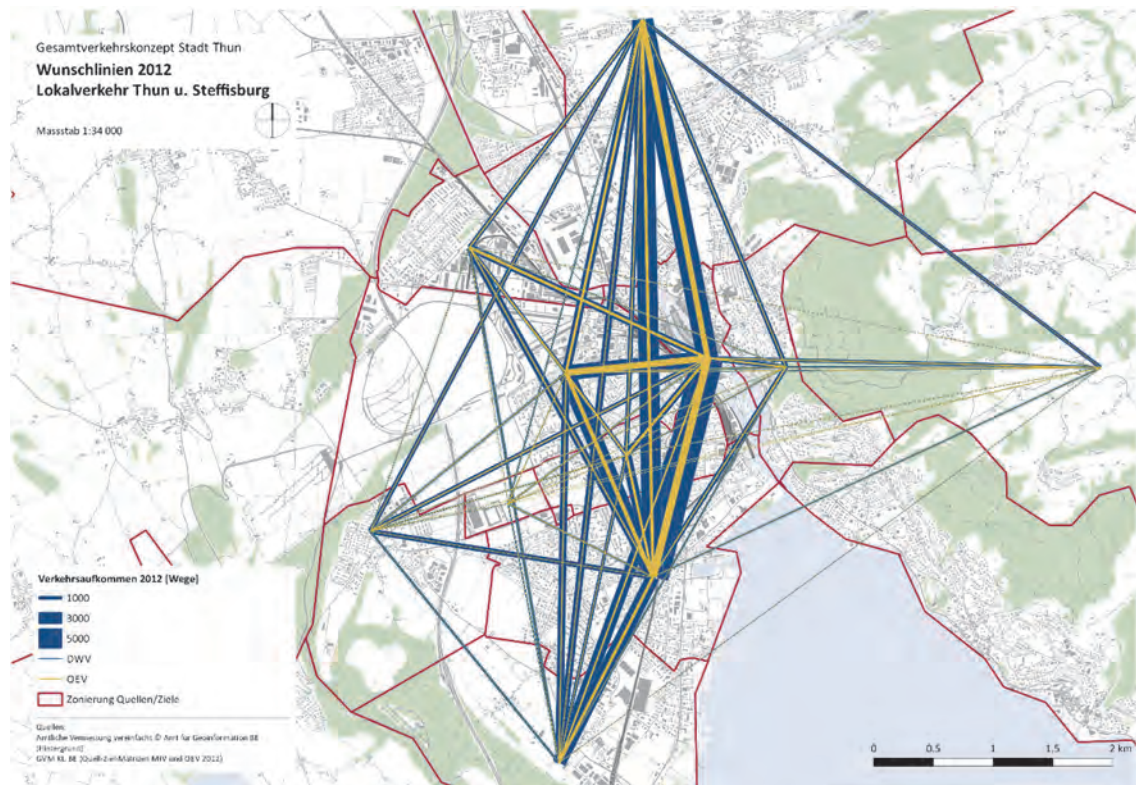 Gesamtverkehrskonzept Stadt Thun
Wunschlinien 2012
Lokalverkehr Thun u. Steffisburg
Massstab 1:34 000
Verkehrsaufkommen 2012 (Wege)
1000
3000
5000
DWV
OEV
Zonierung Quellen/Ziele
Quellen:
Amtliche Vermessung vereinfacht © Amt für Geoinformation BE
(Hintergrund)
GVM Kt. BE (Quell-Ziel-Matrizen MIV und OEV 2012)
0 0,5 1 1,5 2 km